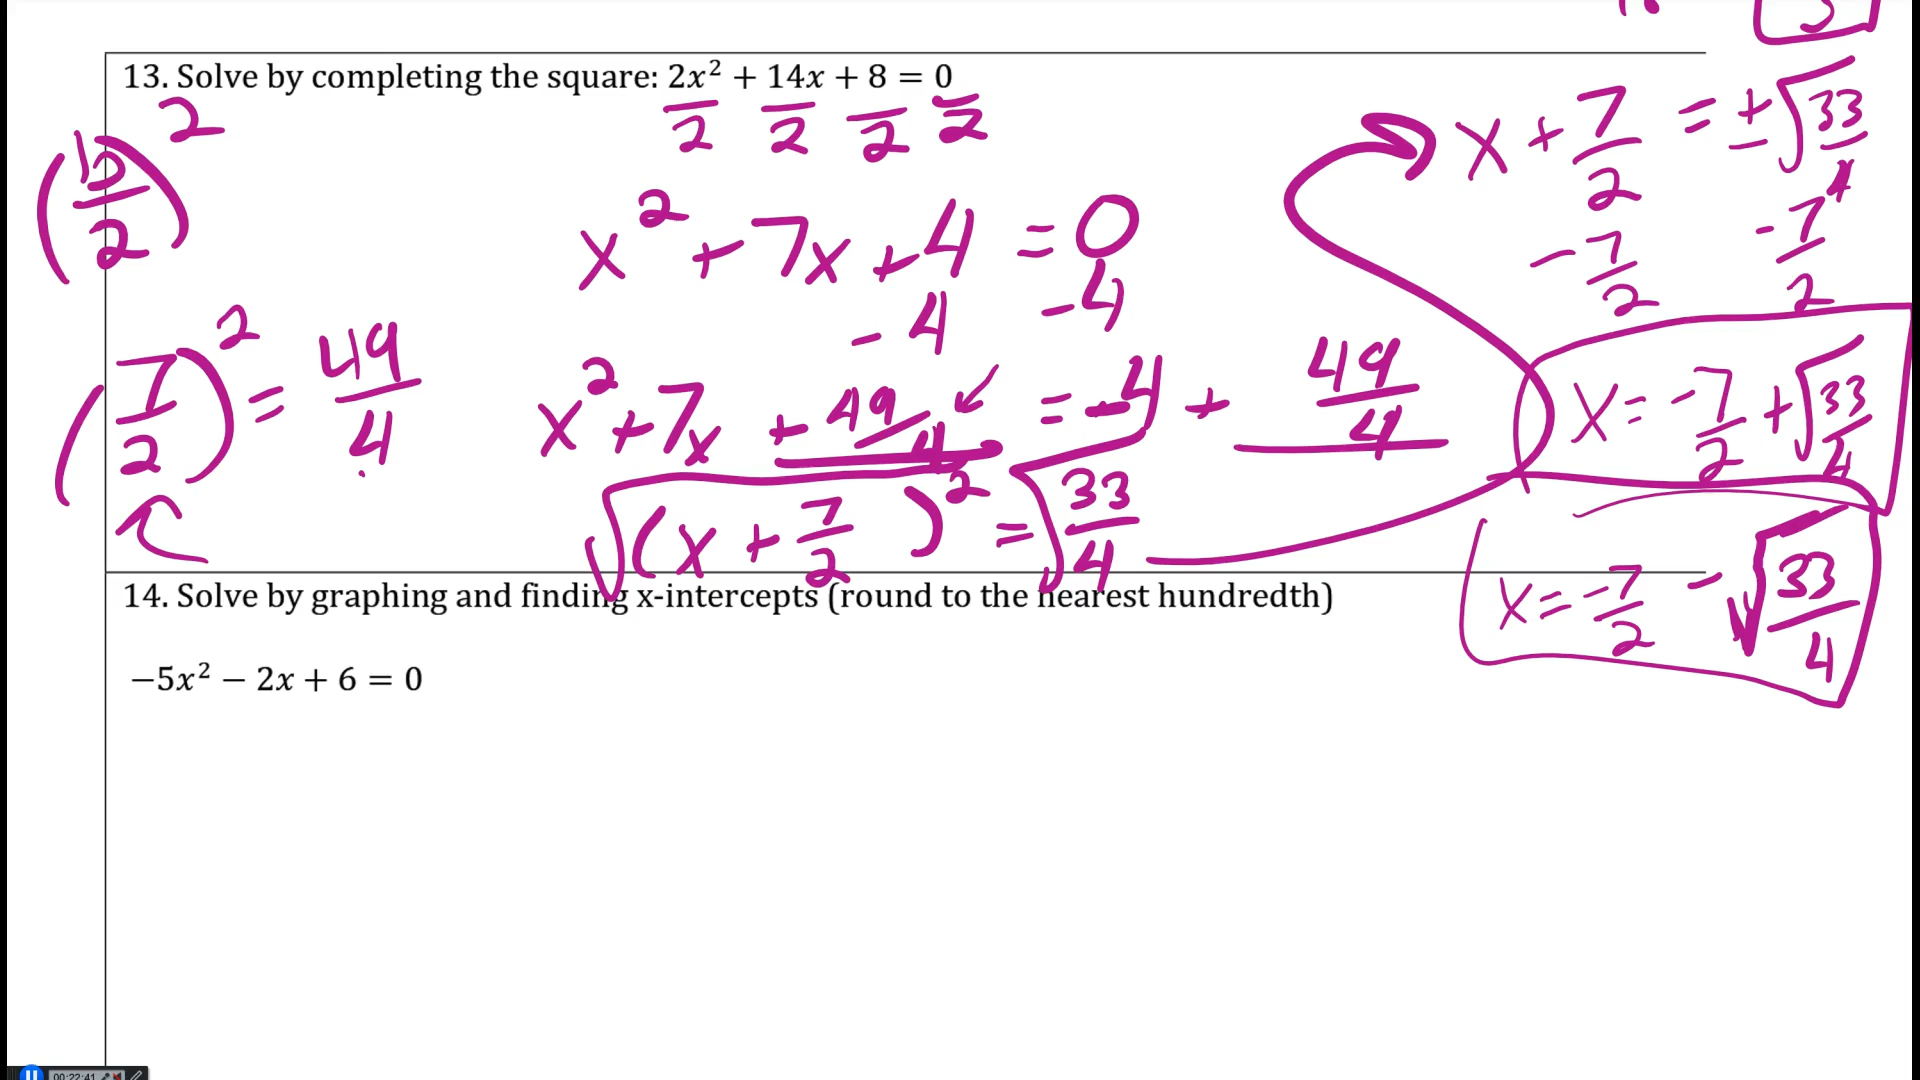 13. Solve by completing the square: 2x² + 14x + 8 = 0
2 2 2 2
(b/2)²
x² + 7x + 4 = 0
- 4 - 4
(7/2)² = 49/4
x² + 7x + 49/4 = -4 + 49/4
√(x + 7/2)² = √33/4
x + 7/2 = ±√33/4
- 7/2 - 7/2
x = -7/2 + √33/4
x = -7/2 - √33/4
14. Solve by graphing and finding x-intercepts (round to the nearest hundredth)
−5x² − 2x + 6 = 0
00:22:41